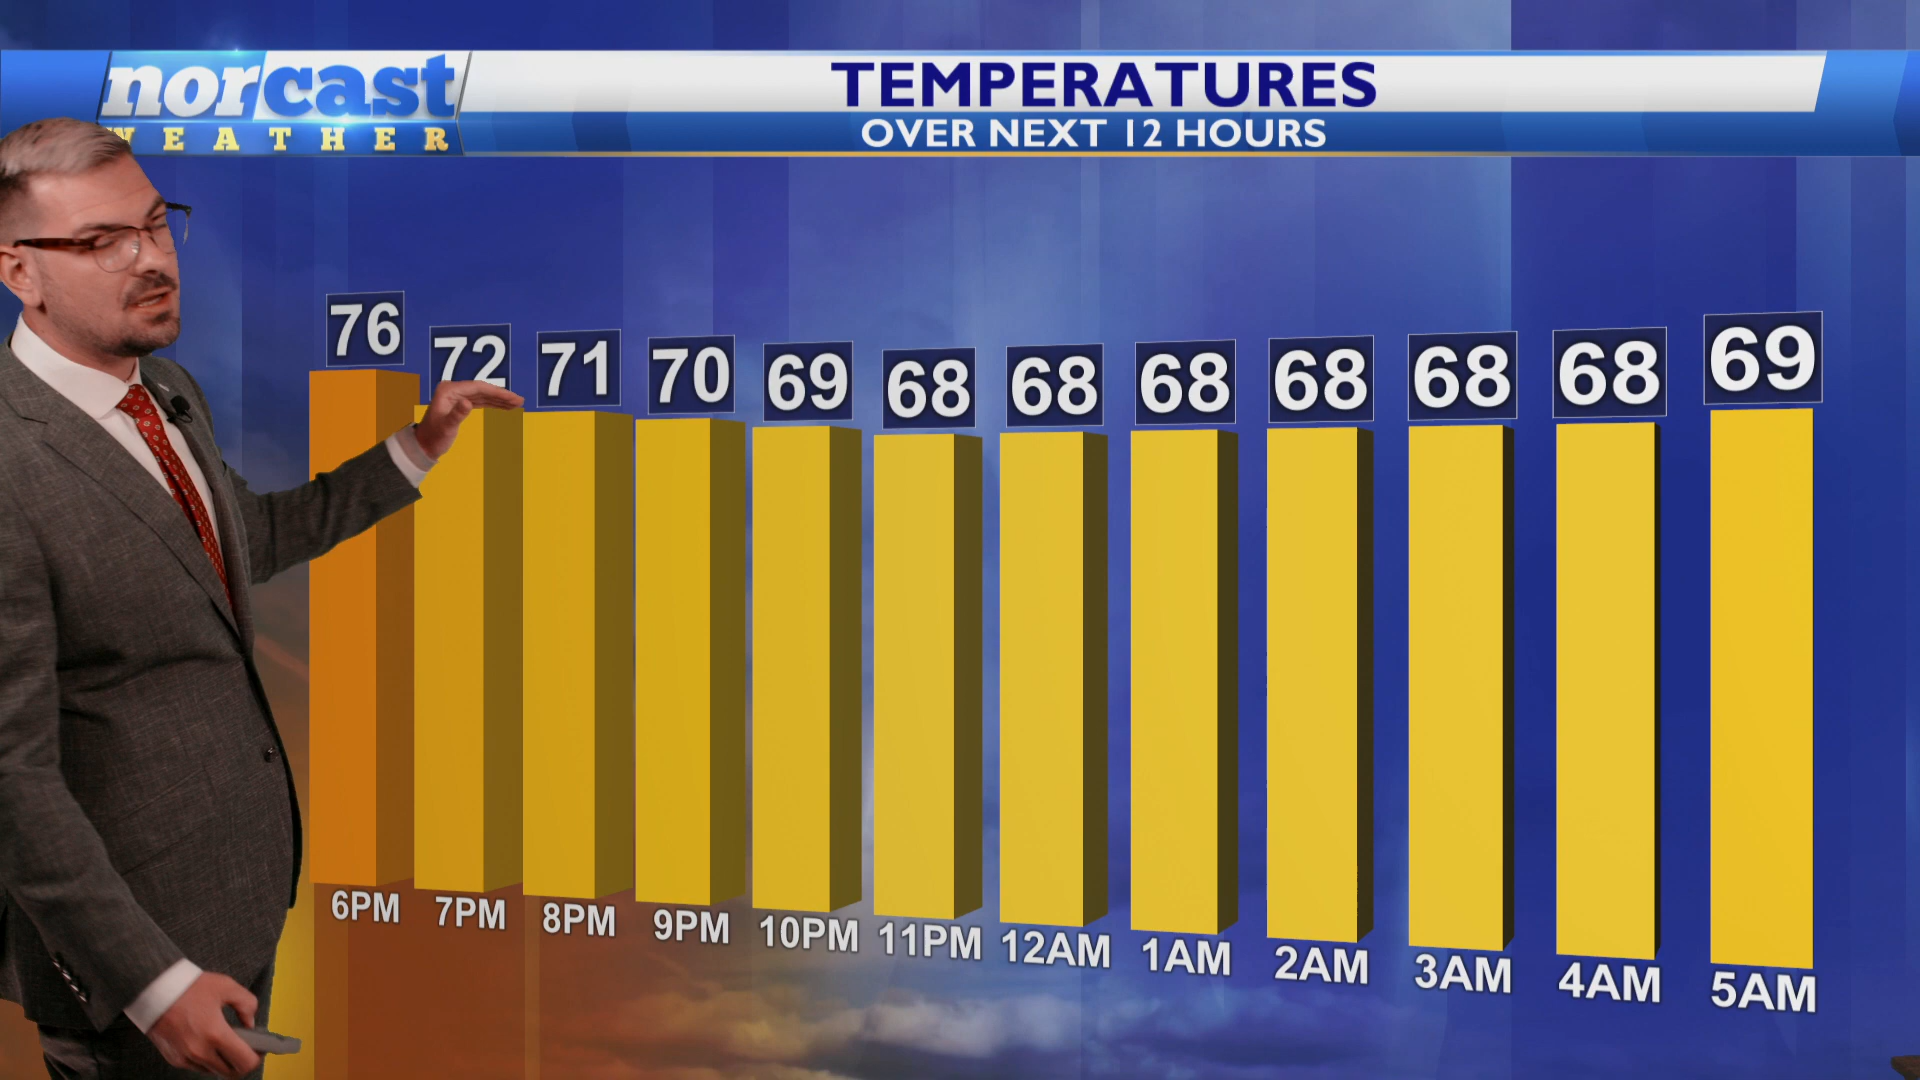 norcast
WEATHER
TEMPERATURES
OVER NEXT 12 HOURS
76 72 71 70 69 68 68 68 68 68 68 69
6PM 7PM 8PM 9PM 10PM 11PM 12AM 1AM 2AM 3AM 4AM 5AM